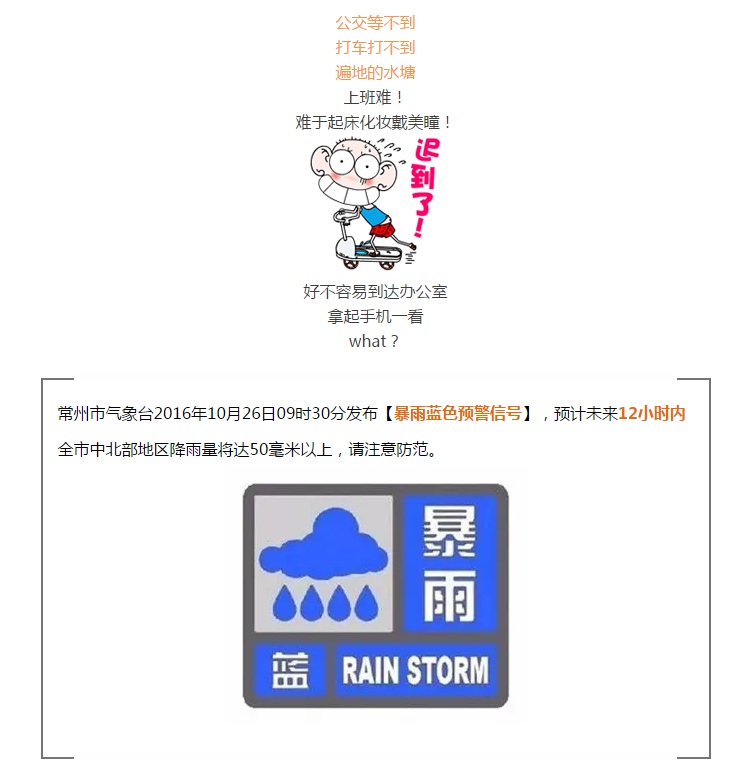 公交等不到
打车打不到
遍地的水塘
上班难！
难于起床化妆戴美瞳！
迟到了！
好不容易到达办公室
拿起手机一看
what？
常州市气象台2016年10月26日09时30分发布【暴雨蓝色预警信号】，预计未来12小时内
全市中北部地区降雨量将达50毫米以上，请注意防范。
暴雨
蓝 RAIN STORM